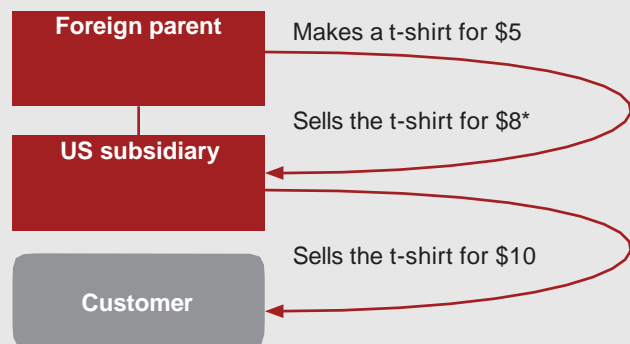 Foreign parent
Makes a t-shirt for $5
Sells the t-shirt for $8*
US subsidiary
Sells the t-shirt for $10
Customer